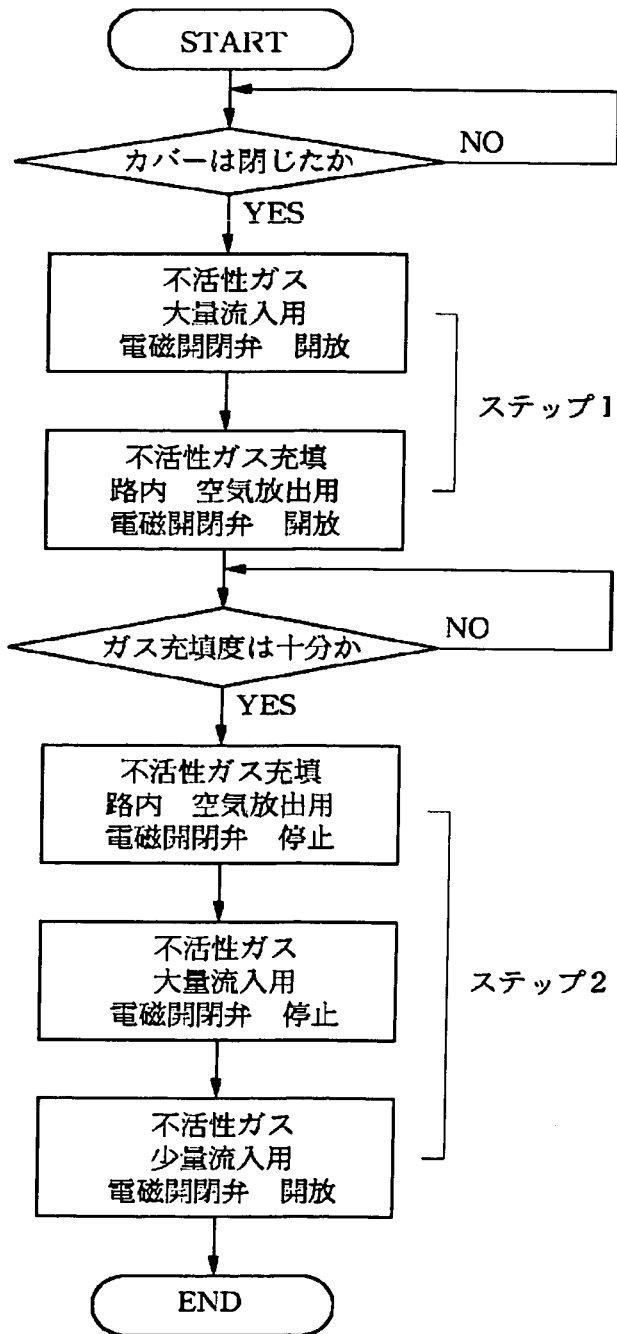 START
カバーは閉じたか
NO
YES
不活性ガス
大量流入用
電磁開閉弁　開放
ステップ1
不活性ガス充填
路内　空気放出用
電磁開閉弁　開放
ガス充填度は十分か
NO
YES
不活性ガス充填
路内　空気放出用
電磁開閉弁　停止
不活性ガス
大量流入用
電磁開閉弁　停止
ステップ2
不活性ガス
少量流入用
電磁開閉弁　開放
END